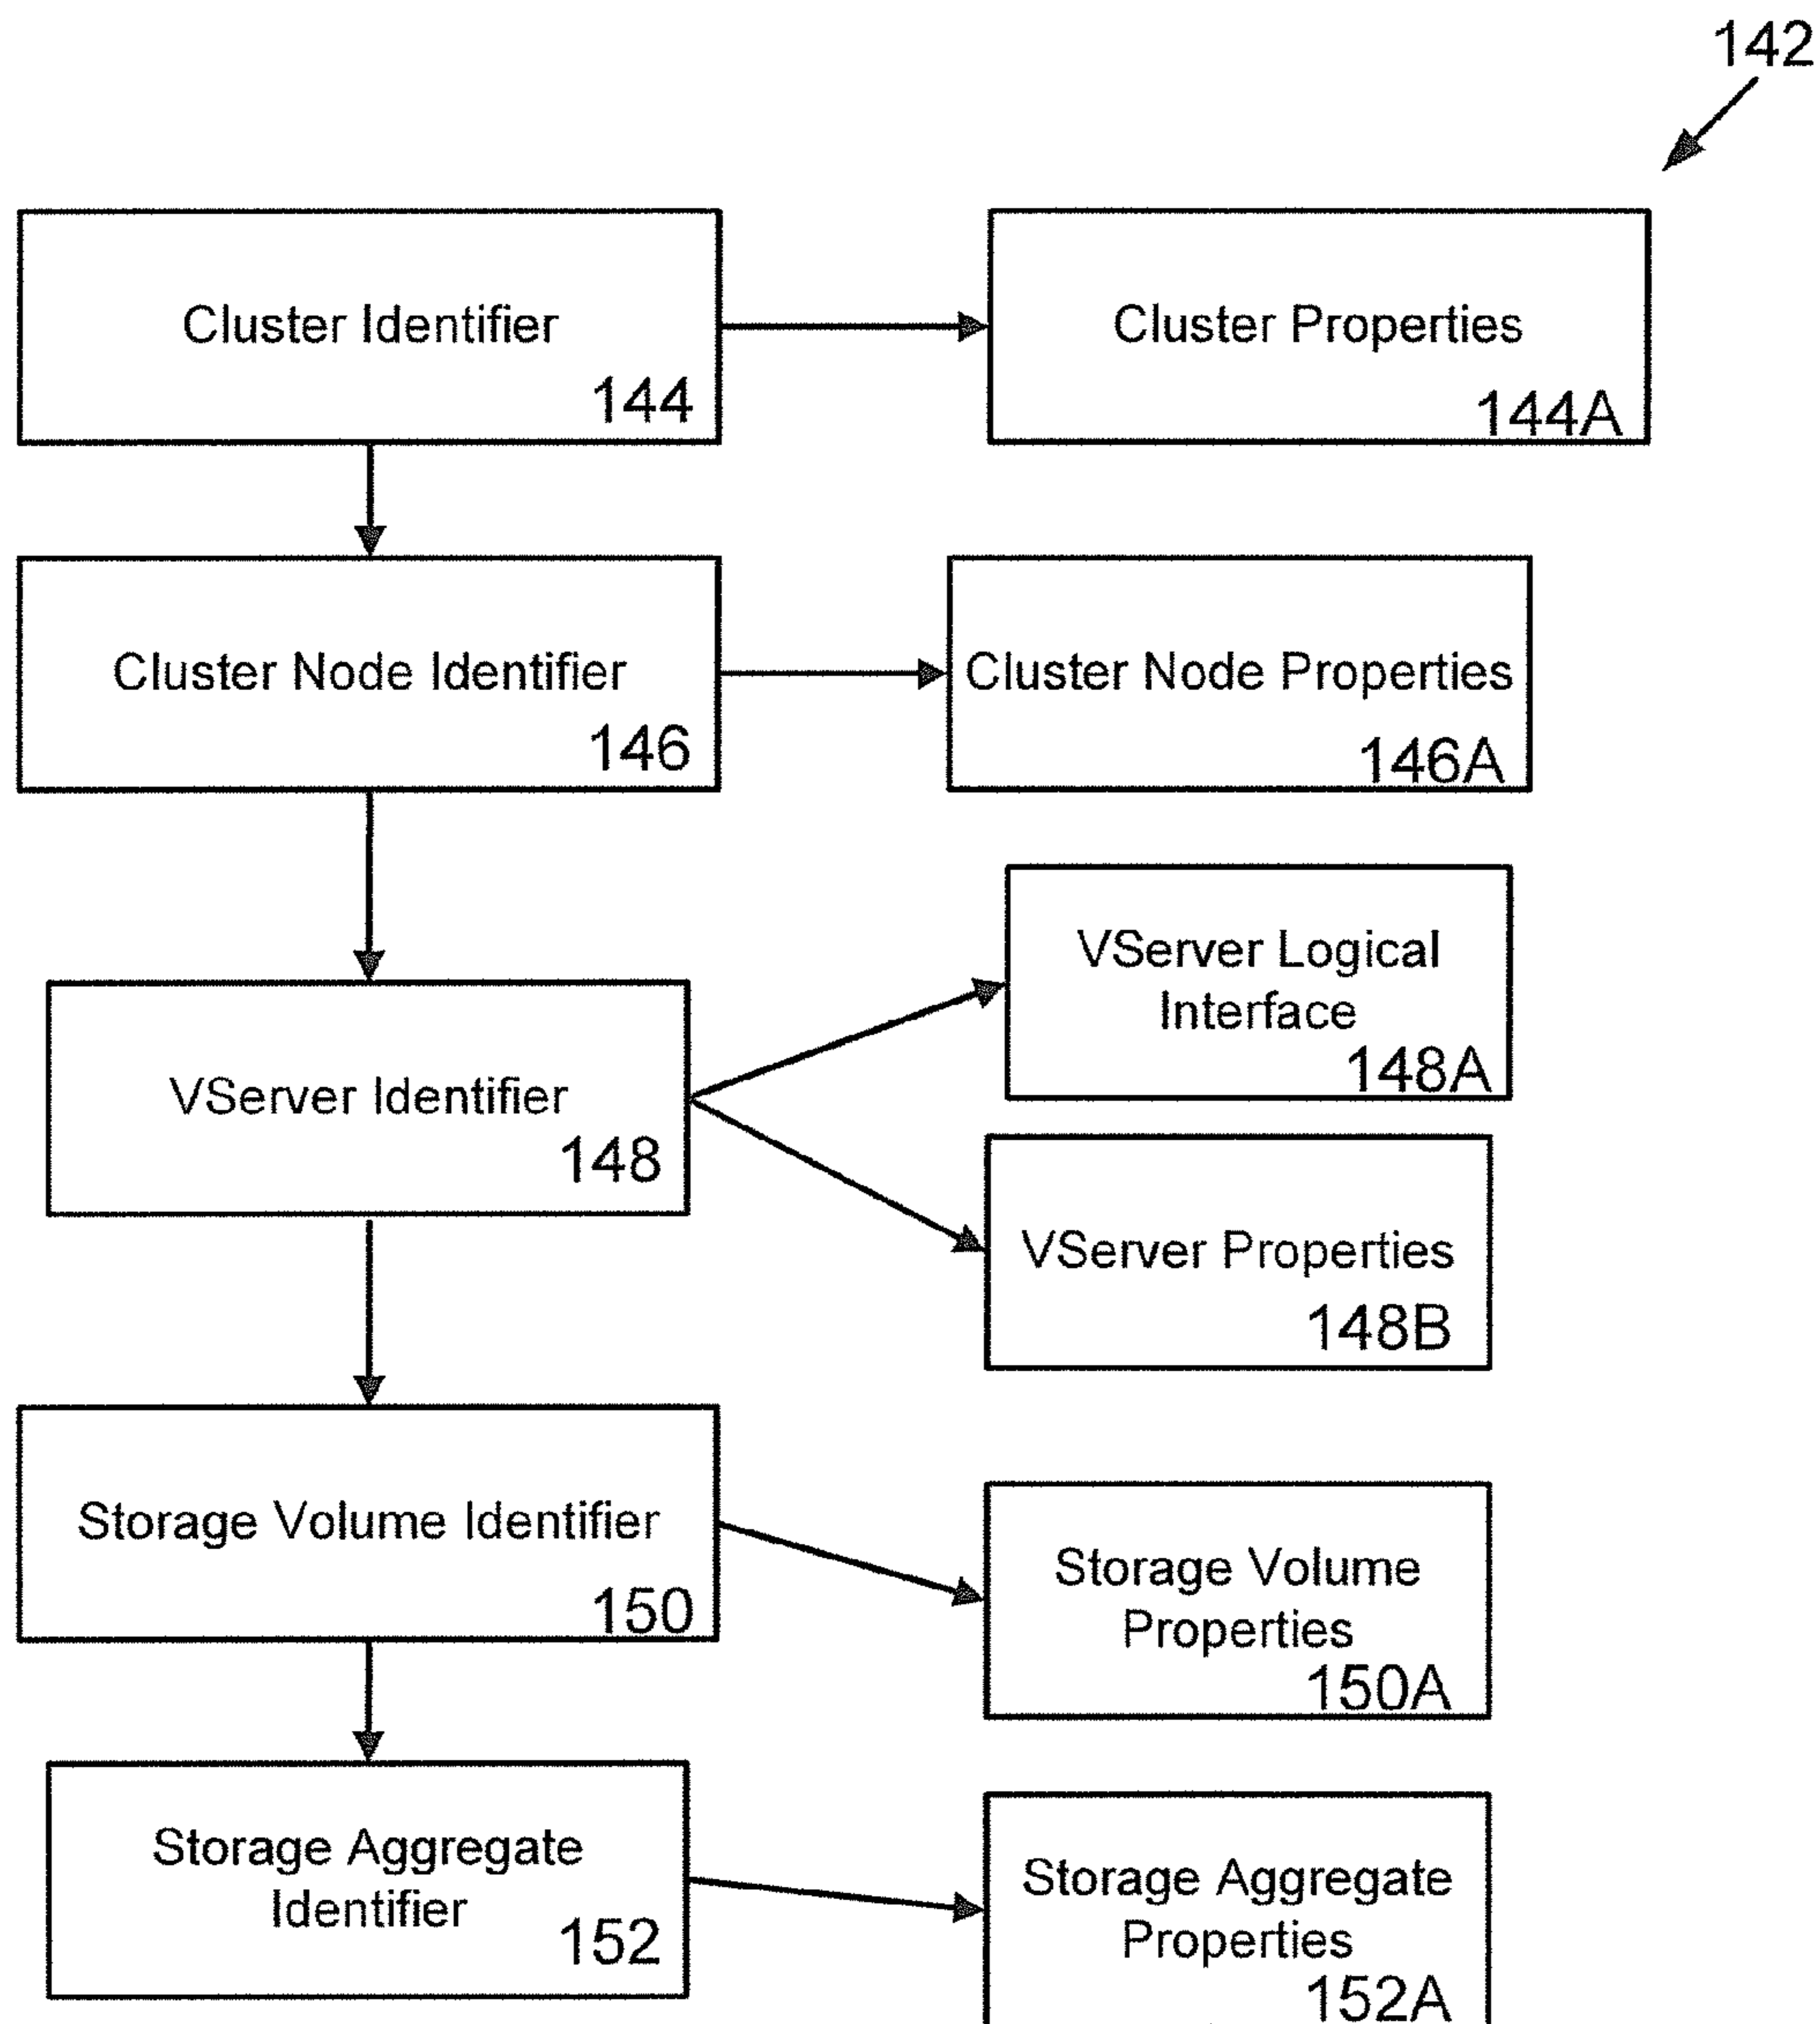 142
Cluster Identifier
144
Cluster Properties
144A
Cluster Node Identifier
146
Cluster Node Properties
146A
VServer Logical
Interface
148A
VServer Identifier
148
VServer Properties
148B
Storage Volume Identifier
150
Storage Volume
Properties
150A
Storage Aggregate
Identifier
152
Storage Aggregate
Properties
152A